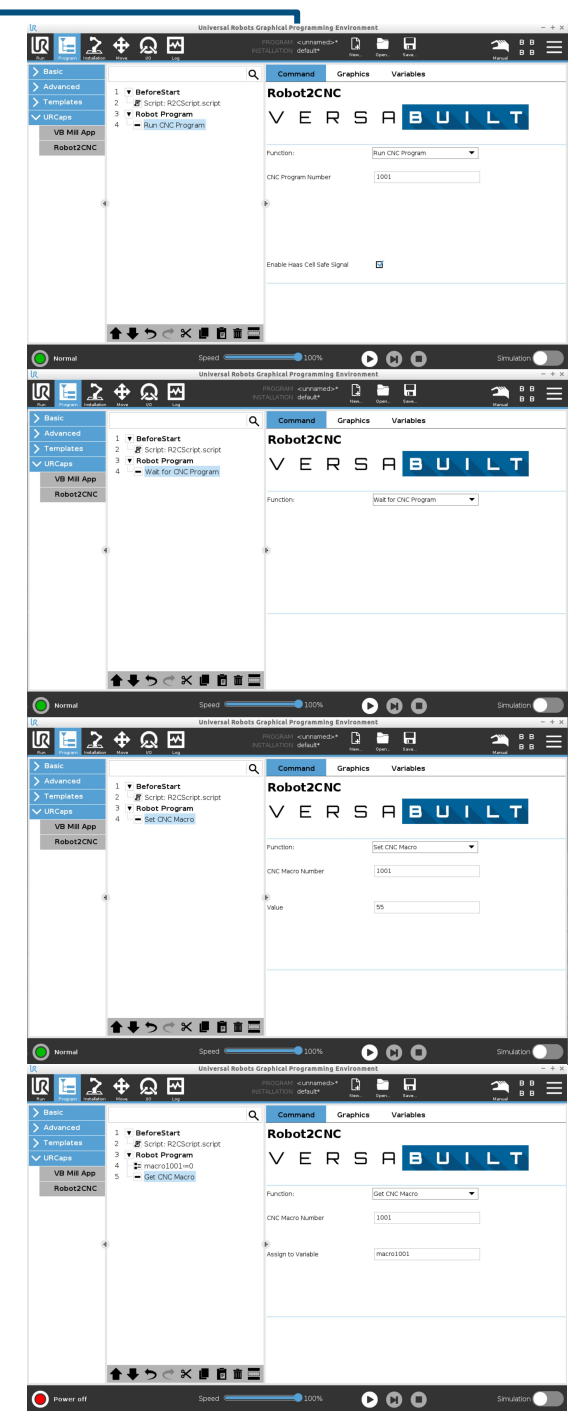 Universal Robots Graphical Programming Environment
PROGRAM <unnamed>*
INSTALLATION default*
Run Program Installation Move I/O Log New... Open... Save... Manual
B B
B B
Basic
Advanced
Templates
URCaps
VB Mill App
Robot2CNC
1 BeforeStart
2 Script: R2CScript.script
3 Robot Program
4 Run CNC Program
Command Graphics Variables
Robot2CNC
VERSABUILT
Function: Run CNC Program
CNC Program Number 1001
Enable Haas Cell Safe Signal
Normal Speed 100% Simulation
Universal Robots Graphical Programming Environment
PROGRAM <unnamed>*
INSTALLATION default*
Run Program Installation Move I/O Log New... Open... Save... Manual
B B
B B
Basic
Advanced
Templates
URCaps
VB Mill App
Robot2CNC
1 BeforeStart
2 Script: R2CScript.script
3 Robot Program
4 Wait for CNC Program
Command Graphics Variables
Robot2CNC
VERSABUILT
Function: Wait for CNC Program
Normal Speed 100% Simulation
Universal Robots Graphical Programming Environment
PROGRAM <unnamed>*
INSTALLATION default*
Run Program Installation Move I/O Log New... Open... Save... Manual
B B
B B
Basic
Advanced
Templates
URCaps
VB Mill App
Robot2CNC
1 BeforeStart
2 Script: R2CScript.script
3 Robot Program
4 Set CNC Macro
Command Graphics Variables
Robot2CNC
VERSABUILT
Function: Set CNC Macro
CNC Macro Number 1001
Value 55
Normal Speed 100% Simulation
Universal Robots Graphical Programming Environment
PROGRAM <unnamed>*
INSTALLATION default*
Run Program Installation Move I/O Log New... Open... Save... Manual
B B
B B
Basic
Advanced
Templates
URCaps
VB Mill App
Robot2CNC
1 BeforeStart
2 Script: R2CScript.script
3 Robot Program
4 macro1001:=0
5 Get CNC Macro
Command Graphics Variables
Robot2CNC
VERSABUILT
Function: Get CNC Macro
CNC Macro Number 1001
Assign to Variable macro1001
Power off Speed 100% Simulation